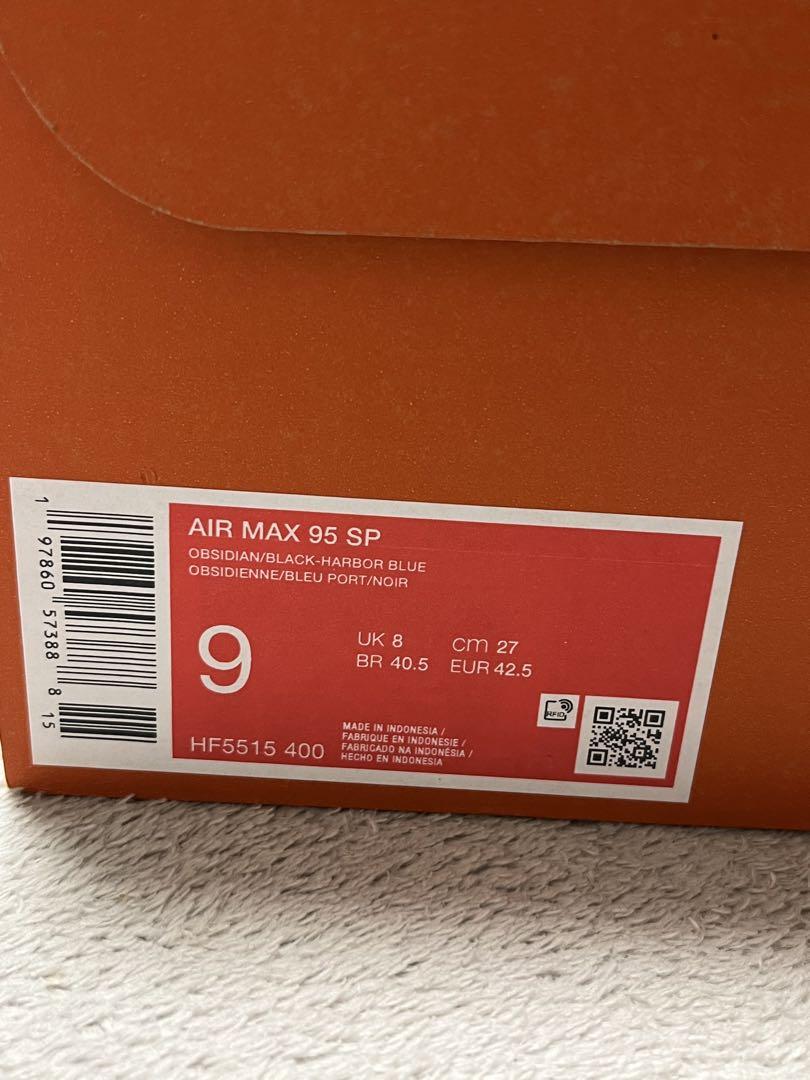 AIR MAX 95 SP
OBSIDIAN/BLACK-HARBOR BLUE
OBSIDIENNE/BLEU PORT/NOIR
9
UK 8 cm 27
BR 40.5 EUR 42.5
RFID
HF5515 400
MADE IN INDONESIA /
FABRIQUE EN INDONESIE /
FABRICADO NA INDONÉSIA /
HECHO EN INDONESIA
1 97860 57388 8 15